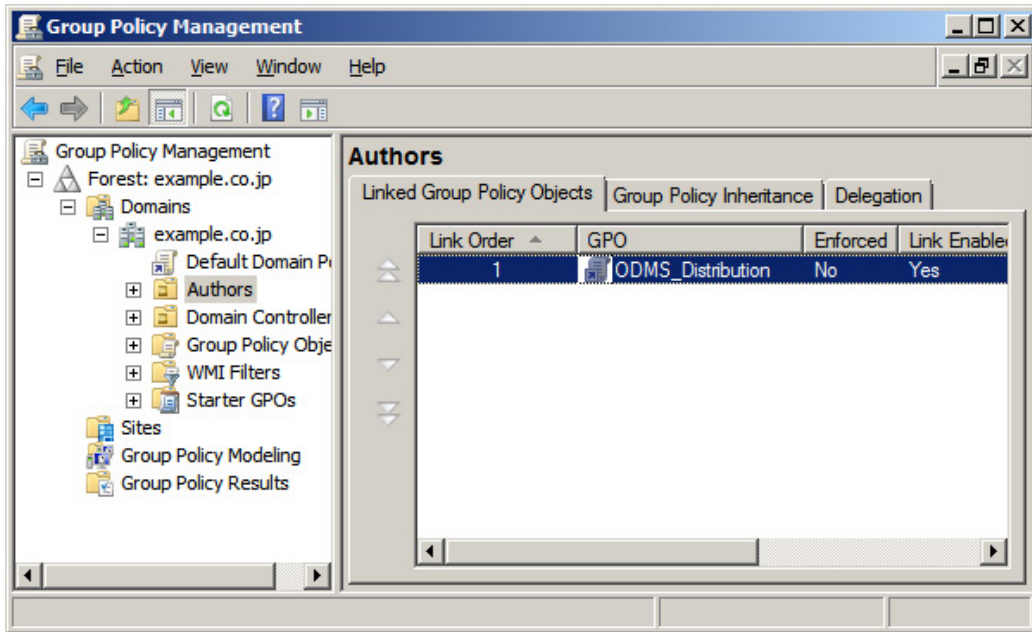 Group Policy Management
File Action View Window Help
Group Policy Management
Forest: example.co.jp
Domains
example.co.jp
Default Domain Po
Authors
Domain Controller
Group Policy Obje
WMI Filters
Starter GPOs
Sites
Group Policy Modeling
Group Policy Results
Authors
Linked Group Policy Objects Group Policy Inheritance Delegation
Link Order GPO Enforced Link Enable
1 ODMS_Distribution No Yes